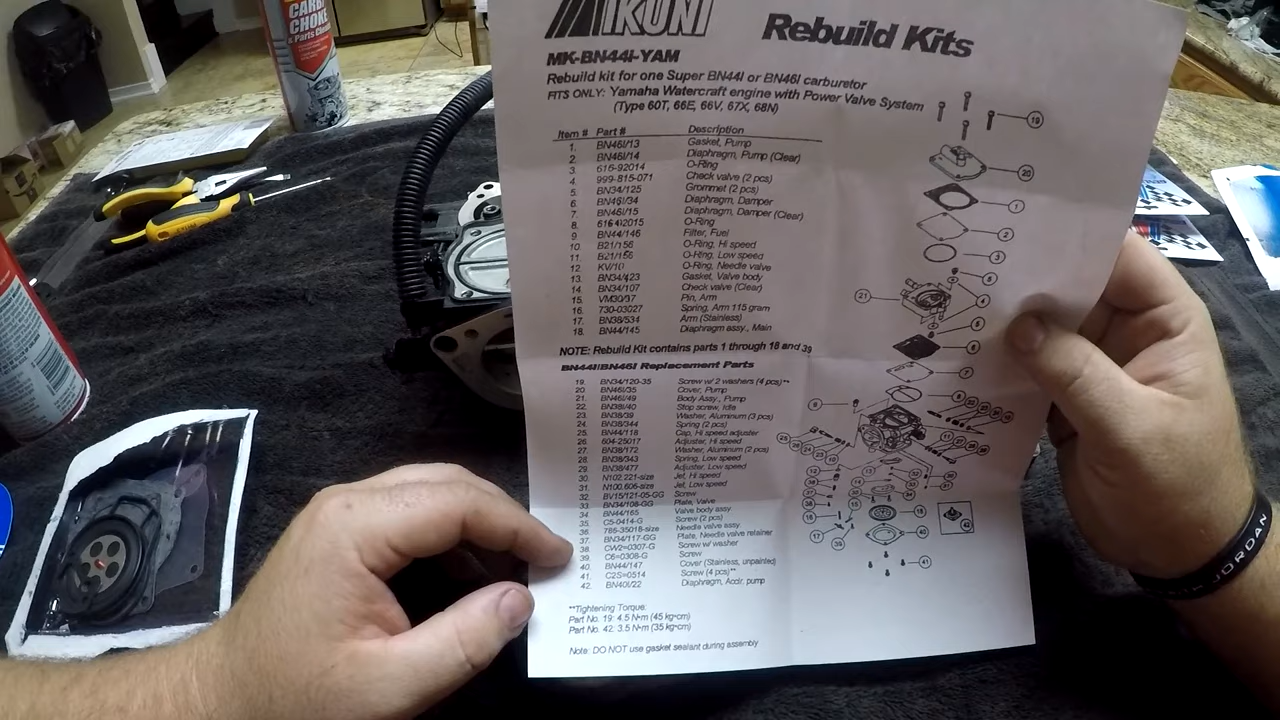 CARB
CHOKE
& Parts Cleaner
MIKUNI
Rebuild Kits
MK-BN44I-YAM
Rebuild kit for one Super BN44I or BN46I carburetor
FITS ONLY: Yamaha Watercraft engine with Power Valve System
(Type 60T, 66E, 66V, 67X, 68N)
Item # Part # Description
1. BN46I/13 Gasket, Pump
2. BN46I/14 Diaphragm, Pump (Clear)
3. 616-92014 O-Ring
4. 999-815-071 Check valve (2 pcs)
5. BN34/125 Grommet (2 pcs)
6. BN46I/34 Diaphragm, Damper
7. BN46I/15 Diaphragm, Damper (Clear)
8. 616-92015 O-Ring
9. BN44/146 Filter, Fuel
10. B21/156 O-Ring, Hi speed
11. B21/156 O-Ring, Low speed
12. KV/10 O-Ring, Needle valve
13. BN34/423 Gasket, Valve body
14. BN34/107 Check valve (Clear)
15. VM30/37 Pin, Arm
16. 730-03027 Spring, Arm 115 gram
17. BN38/534 Arm (Stainless)
18. BN44/145 Diaphragm assy., Main
NOTE: Rebuild Kit contains parts 1 through 18 and 39
BN44I/BN46I Replacement Parts
19. BN34/120-35 Screw w/ 2 washers (4 pcs)**
20. BN46I/35 Cover, Pump
21. BN46I/49 Body Assy., Pump
22. BN38I/40 Stop screw, Idle
23. BN38/39 Washer, Aluminum (3 pcs)
24. BN38/344 Spring (2 pcs)
25. BN44/118 Cap, Hi speed adjuster
26. 604-25017 Adjuster, Hi speed
27. BN38/172 Washer, Aluminum (2 pcs)
28. BN38/343 Spring, Low speed
29. BN38/477 Adjuster, Low speed
30. N102.221-size Jet, Hi speed
31. N100.606-size Jet, Low speed
32. BV15/121-05-GG Screw
33. BN34/108-GG Plate, Valve
34. BN44/165 Valve body assy
35. C5-0414-G Screw (2 pcs)
36. 786-35018-size Needle valve assy
37. BN34/117-GG Plate, Needle valve retainer
38. CW2=0307-G Screw w/ washer
39. C6=0308-G Screw
40. BN44/147 Cover (Stainless, unpainted)
41. C2S=0514 Screw (4 pcs)**
42. BN40I/22 Diaphragm, Acclr. pump
**Tightening Torque:
Part No. 19: 4.5 N•m (45 kg•cm)
Part No. 42: 3.5 N•m (35 kg•cm)
Note: DO NOT use gasket sealant during assembly
JORDAN